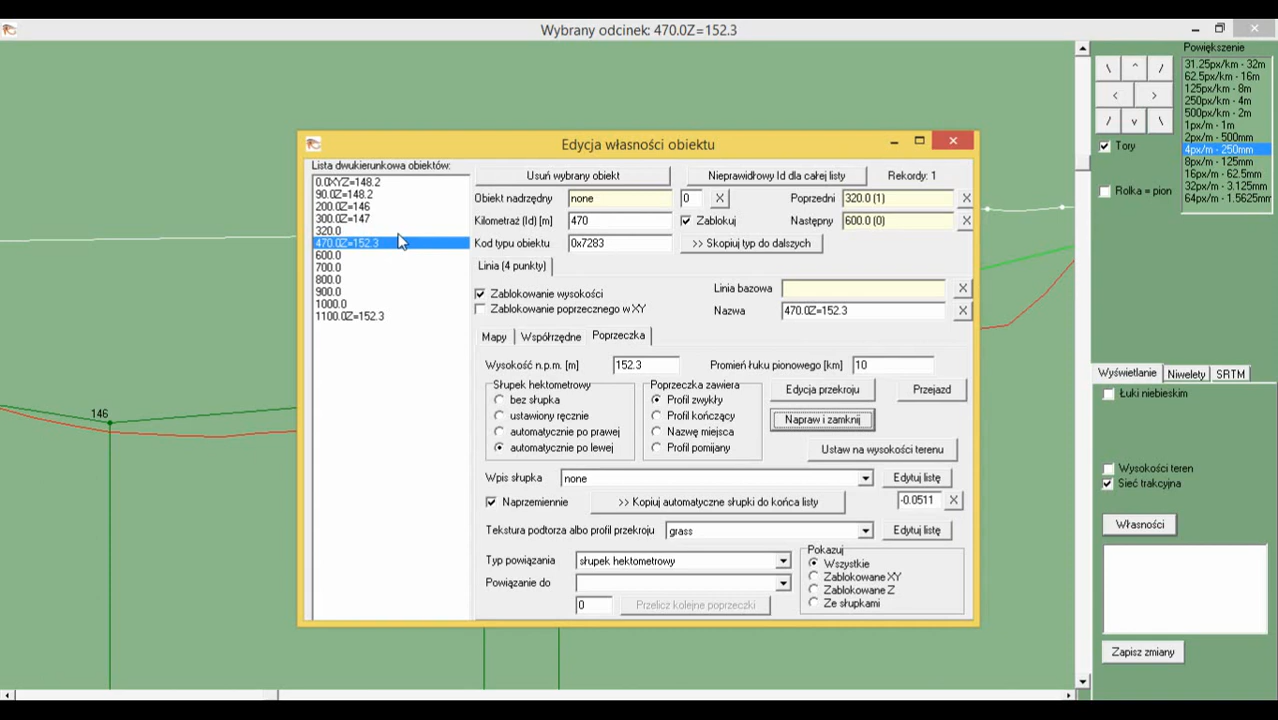 Wybrany odcinek: 470.0Z=152.3
Powiększenie
31.25px/km - 32m
62.5px/km - 16m
125px/km - 8m
250px/km - 4m
500px/km - 2m
1px/m - 1m
2px/m - 500mm
4px/m - 250mm
8px/m - 125mm
16px/m - 62.5mm
32px/m - 3.125mm
64px/m - 1.5625mm
\ ^ /
< >
/ v \
Tory
Rolka = pion
Edycja własności obiektu
Lista dwukierunkowa obiektów:
0.0XYZ=148.2
90.0Z=148.2
200.0Z=146
300.0Z=147
320.0
470.0Z=152.3
600.0
700.0
800.0
900.0
1000.0
1100.0Z=152.3
Usuń wybrany obiekt
Nieprawidłowy Id dla całej listy
Rekordy: 1
Obiekt nadrzędny none 0 X Poprzedni 320.0 (1) X
Kilometraż (Id) [m] 470 Zablokuj Następny 600.0 (0) X
Kod typu obiektu 0x7283 >> Skopiuj typ do dalszych
Linia (4 punkty)
Zablokowanie wysokości Linia bazowa X
Zablokowanie poprzecznego w XY Nazwa 470.0Z=152.3 X
Mapy Współrzędne Poprzeczka
Wysokość n.p.m. [m] 152.3 Promień łuku pionowego [km] 10
Słupek hektometrowy
bez słupka
ustawiony ręcznie
automatycznie po prawej
automatycznie po lewej
Poprzeczka zawiera
Profil zwykły
Profil kończący
Nazwę miejsca
Profil pomijany
Edycja przekroju Przejazd
Napraw i zamknij
Ustaw na wysokości terenu
Wpis słupka none Edytuj listę
Naprzemiennie >> Kopiuj automatyczne słupki do końca listy -0.0511 X
Tekstura podtorza albo profil przekroju grass Edytuj listę
Typ powiązania słupek hektometrowy
Powiązanie do
0 Przelicz kolejne poprzeczki
Pokazuj
Wszystkie
Zablokowane XY
Zablokowane Z
Ze słupkami
146
Wyświetlanie Niwelety SRTM
Łuki niebieskim
Wysokości teren
Sieć trakcyjna
Własności
Zapisz zmiany